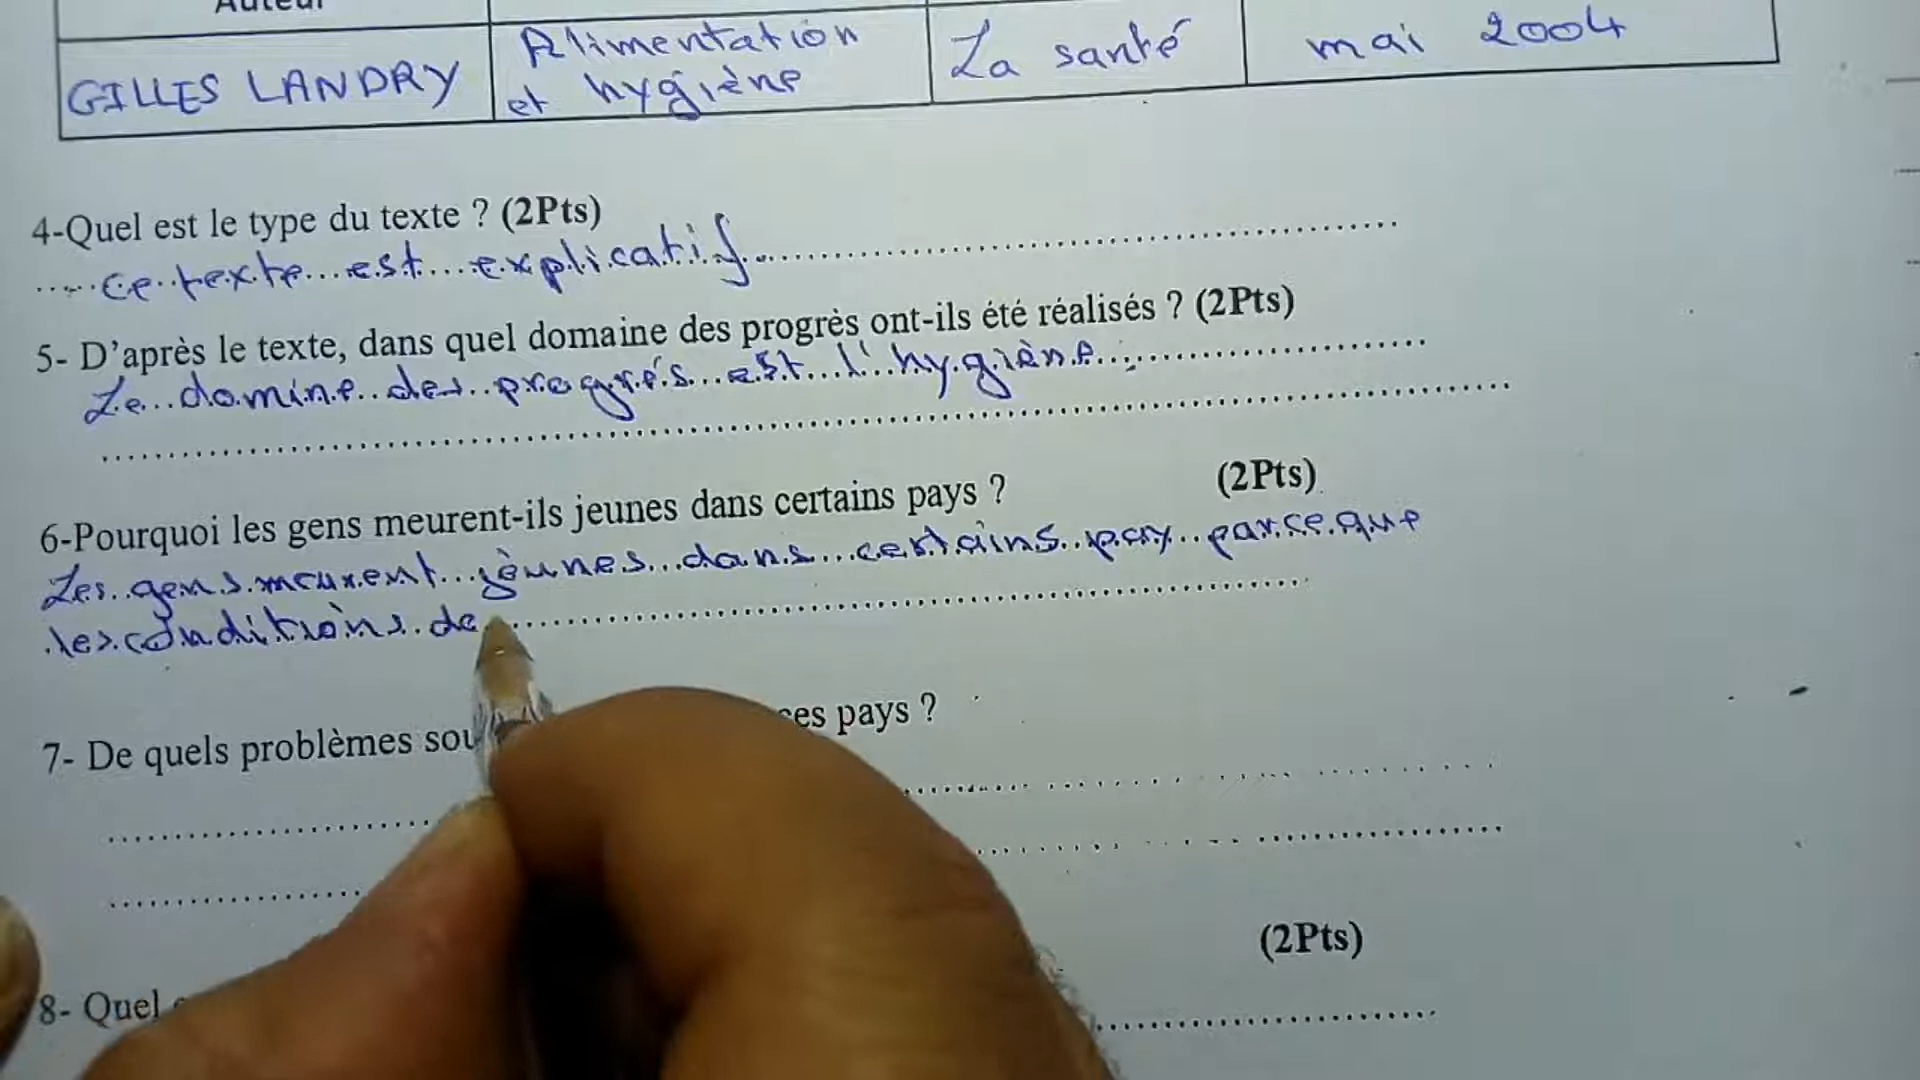 Auteur
GILLES LANDRY Alimentation et hygiène La santé mai 2004
4-Quel est le type du texte ? (2Pts)
Ce texte est explicatif
5- D’après le texte, dans quel domaine des progrès ont-ils été réalisés ? (2Pts)
Le domine des progrés est l'hygiène
6-Pourquoi les gens meurent-ils jeunes dans certains pays ? (2Pts)
Les gens meurent jeunes dans certains pay parce que
les conditions de
7- De quels problèmes sou ces pays ?
(2Pts)
8- Quel